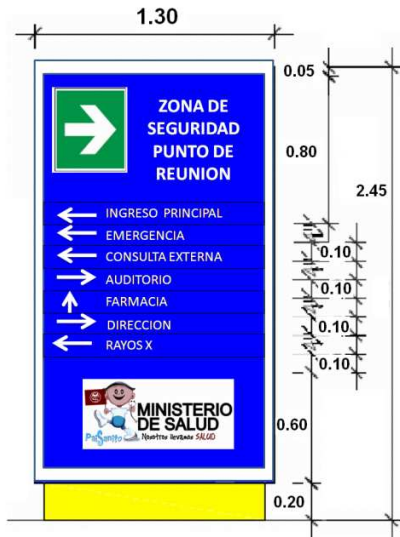 1.30
ZONA DE
SEGURIDAD
PUNTO DE
REUNION
INGRESO PRINCIPAL
EMERGENCIA
CONSULTA EXTERNA
AUDITORIO
FARMACIA
DIRECCION
RAYOS X
MINISTERIO
DE SALUD
PaiSanito
Nosotros llevamos SALUD
0.05
0.80
2.45
0.10
0.10
0.10
0.10
0.60
0.20